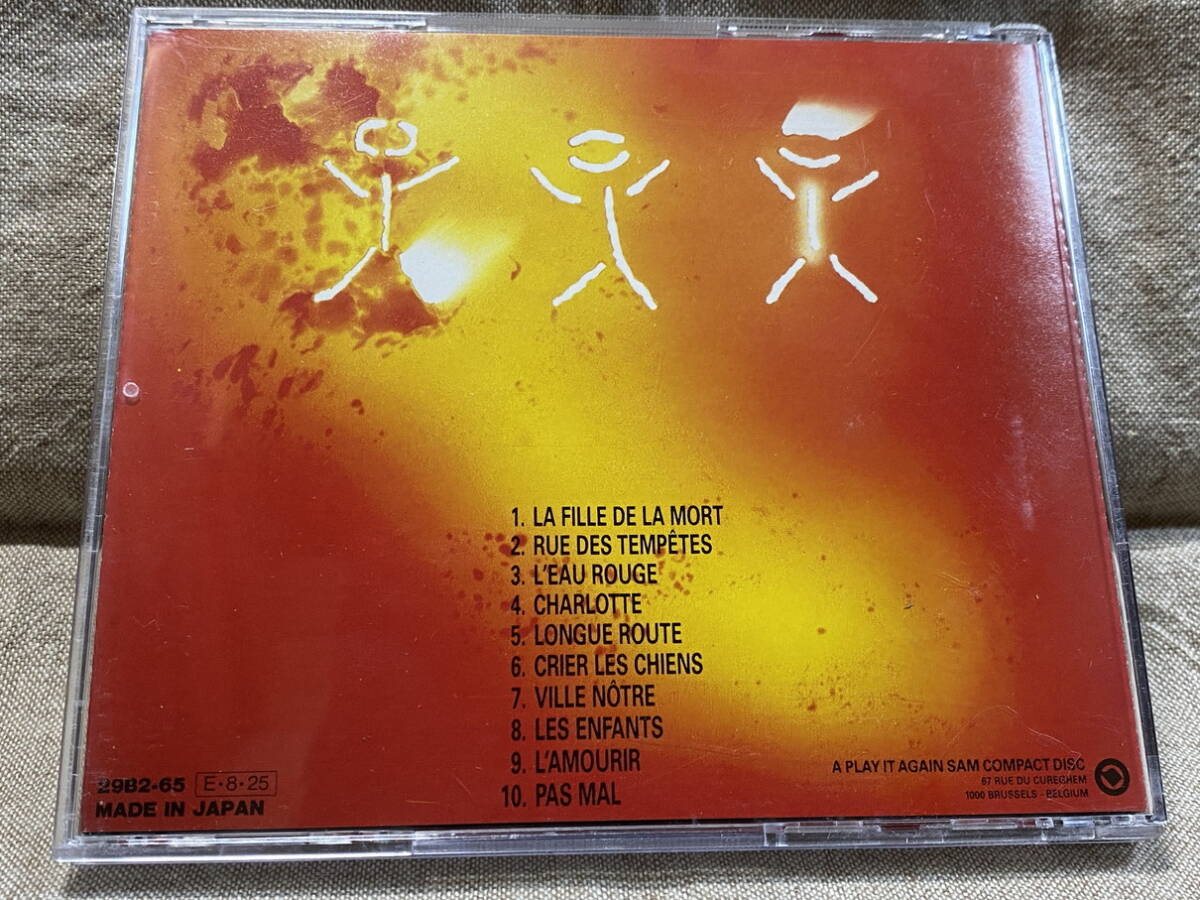 1. LA FILLE DE LA MORT
2. RUE DES TEMPÊTES
3. L'EAU ROUGE
4. CHARLOTTE
5. LONGUE ROUTE
6. CRIER LES CHIENS
7. VILLE NÔTRE
8. LES ENFANTS
9. L'AMOURIR
10. PAS MAL
29B2-65 E·8·25
MADE IN JAPAN
A PLAY IT AGAIN SAM COMPACT DISC
67 RUE DU CUREGHEM
1000 BRUSSELS - BELGIUM